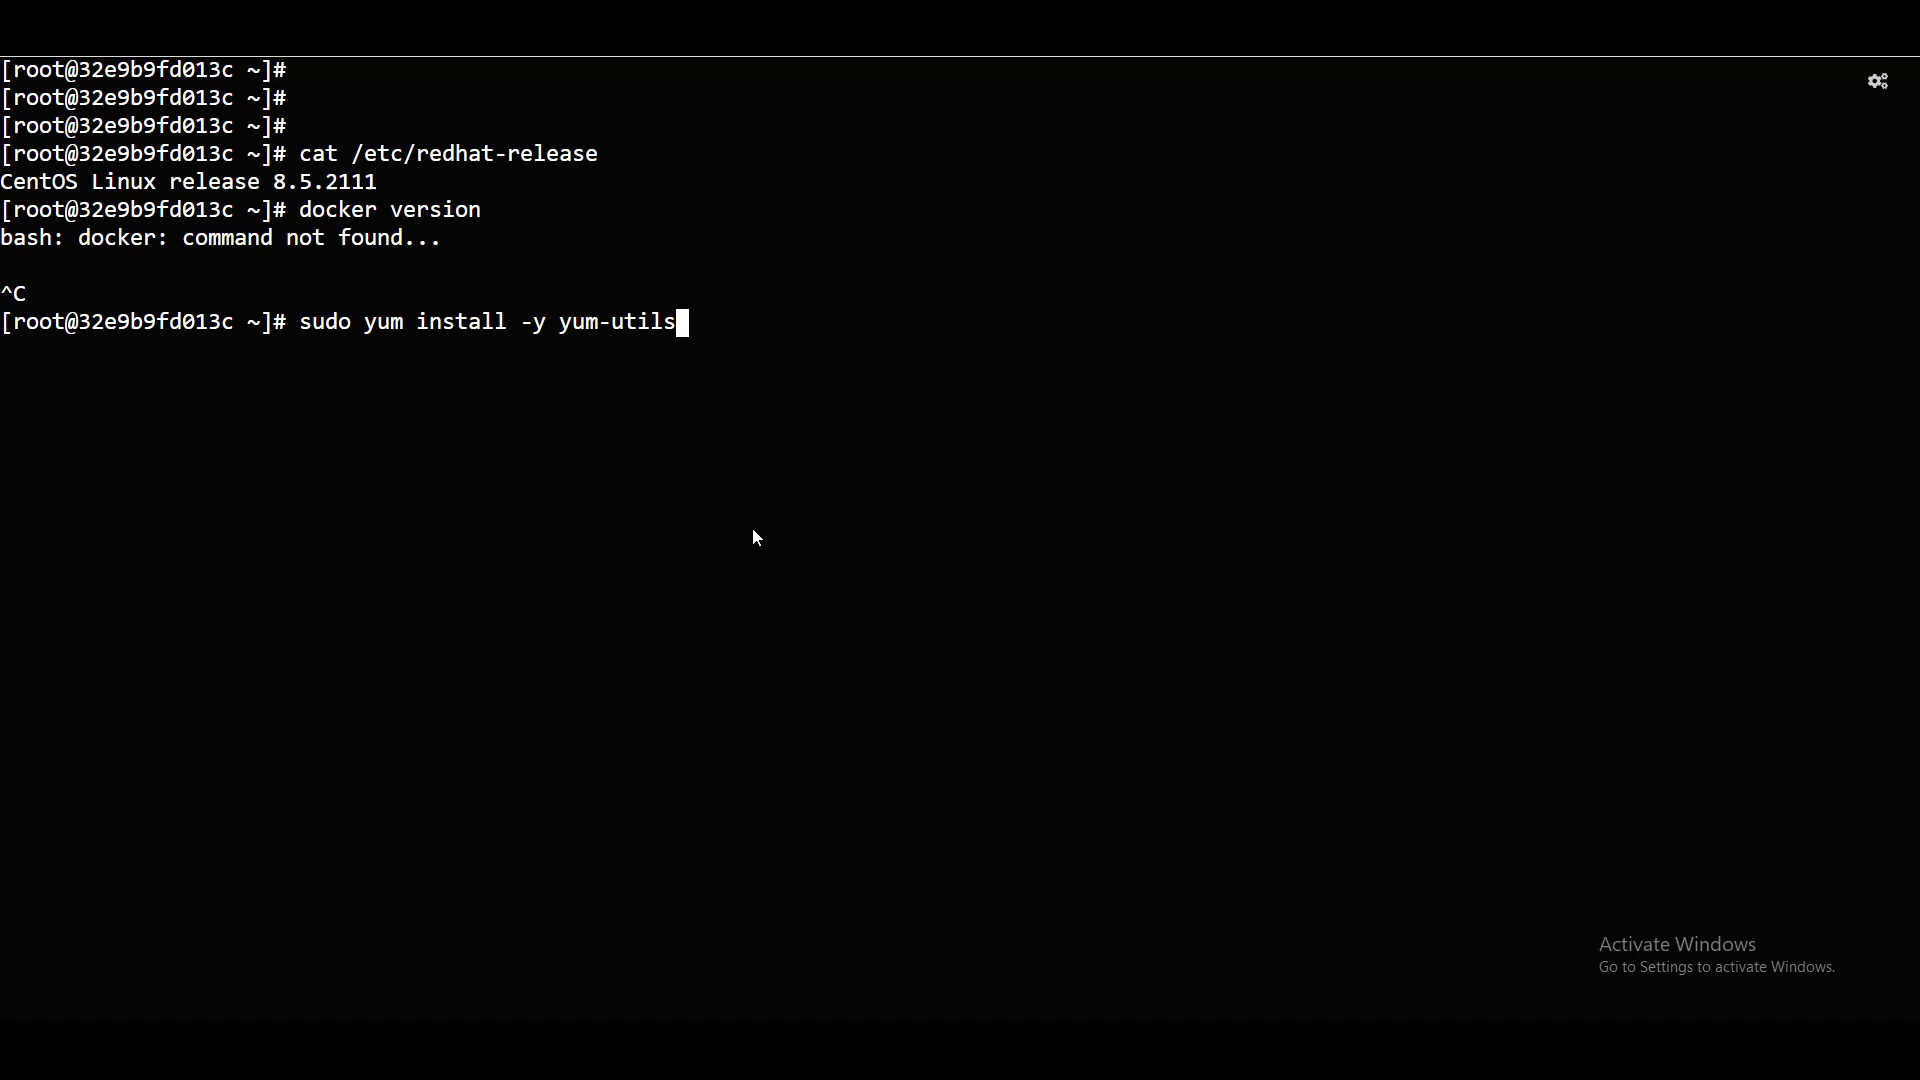 [root@32e9b9fd013c ~]#
[root@32e9b9fd013c ~]#
[root@32e9b9fd013c ~]#
[root@32e9b9fd013c ~]# cat /etc/redhat-release
CentOS Linux release 8.5.2111
[root@32e9b9fd013c ~]# docker version
bash: docker: command not found...
^C
[root@32e9b9fd013c ~]# sudo yum install -y yum-utils
Activate Windows
Go to Settings to activate Windows.